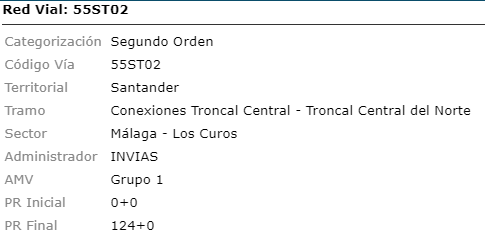 Red Vial: 55ST02
Categorización Segundo Orden
Código Vía 55ST02
Territorial Santander
Tramo Conexiones Troncal Central - Troncal Central del Norte
Sector Málaga - Los Curos
Administrador INVIAS
AMV Grupo 1
PR Inicial 0+0
PR Final 124+0